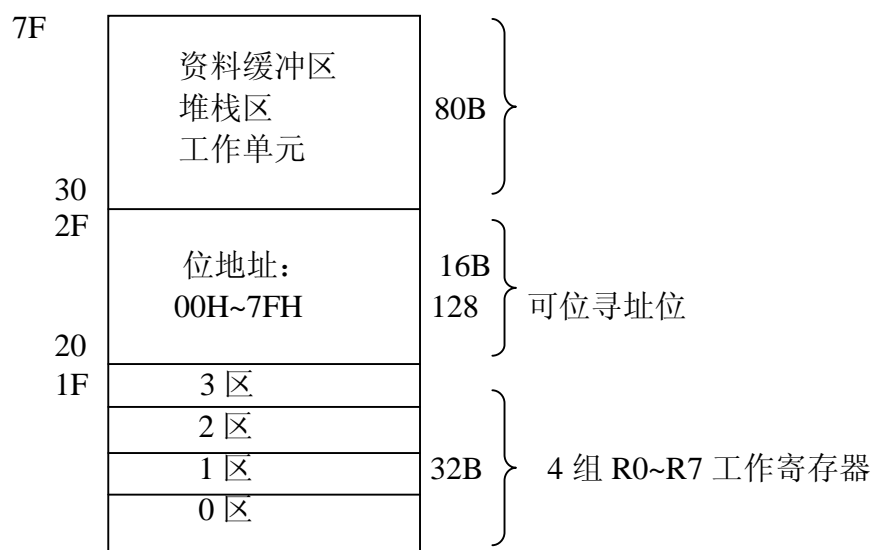 7F
资料缓冲区
堆栈区
80B
工作单元
30
2F
位地址：
16B
00H~7FH
128
可位寻址位
20
1F
3 区
2 区
1 区
32B
4 组 R0~R7 工作寄存器
0 区